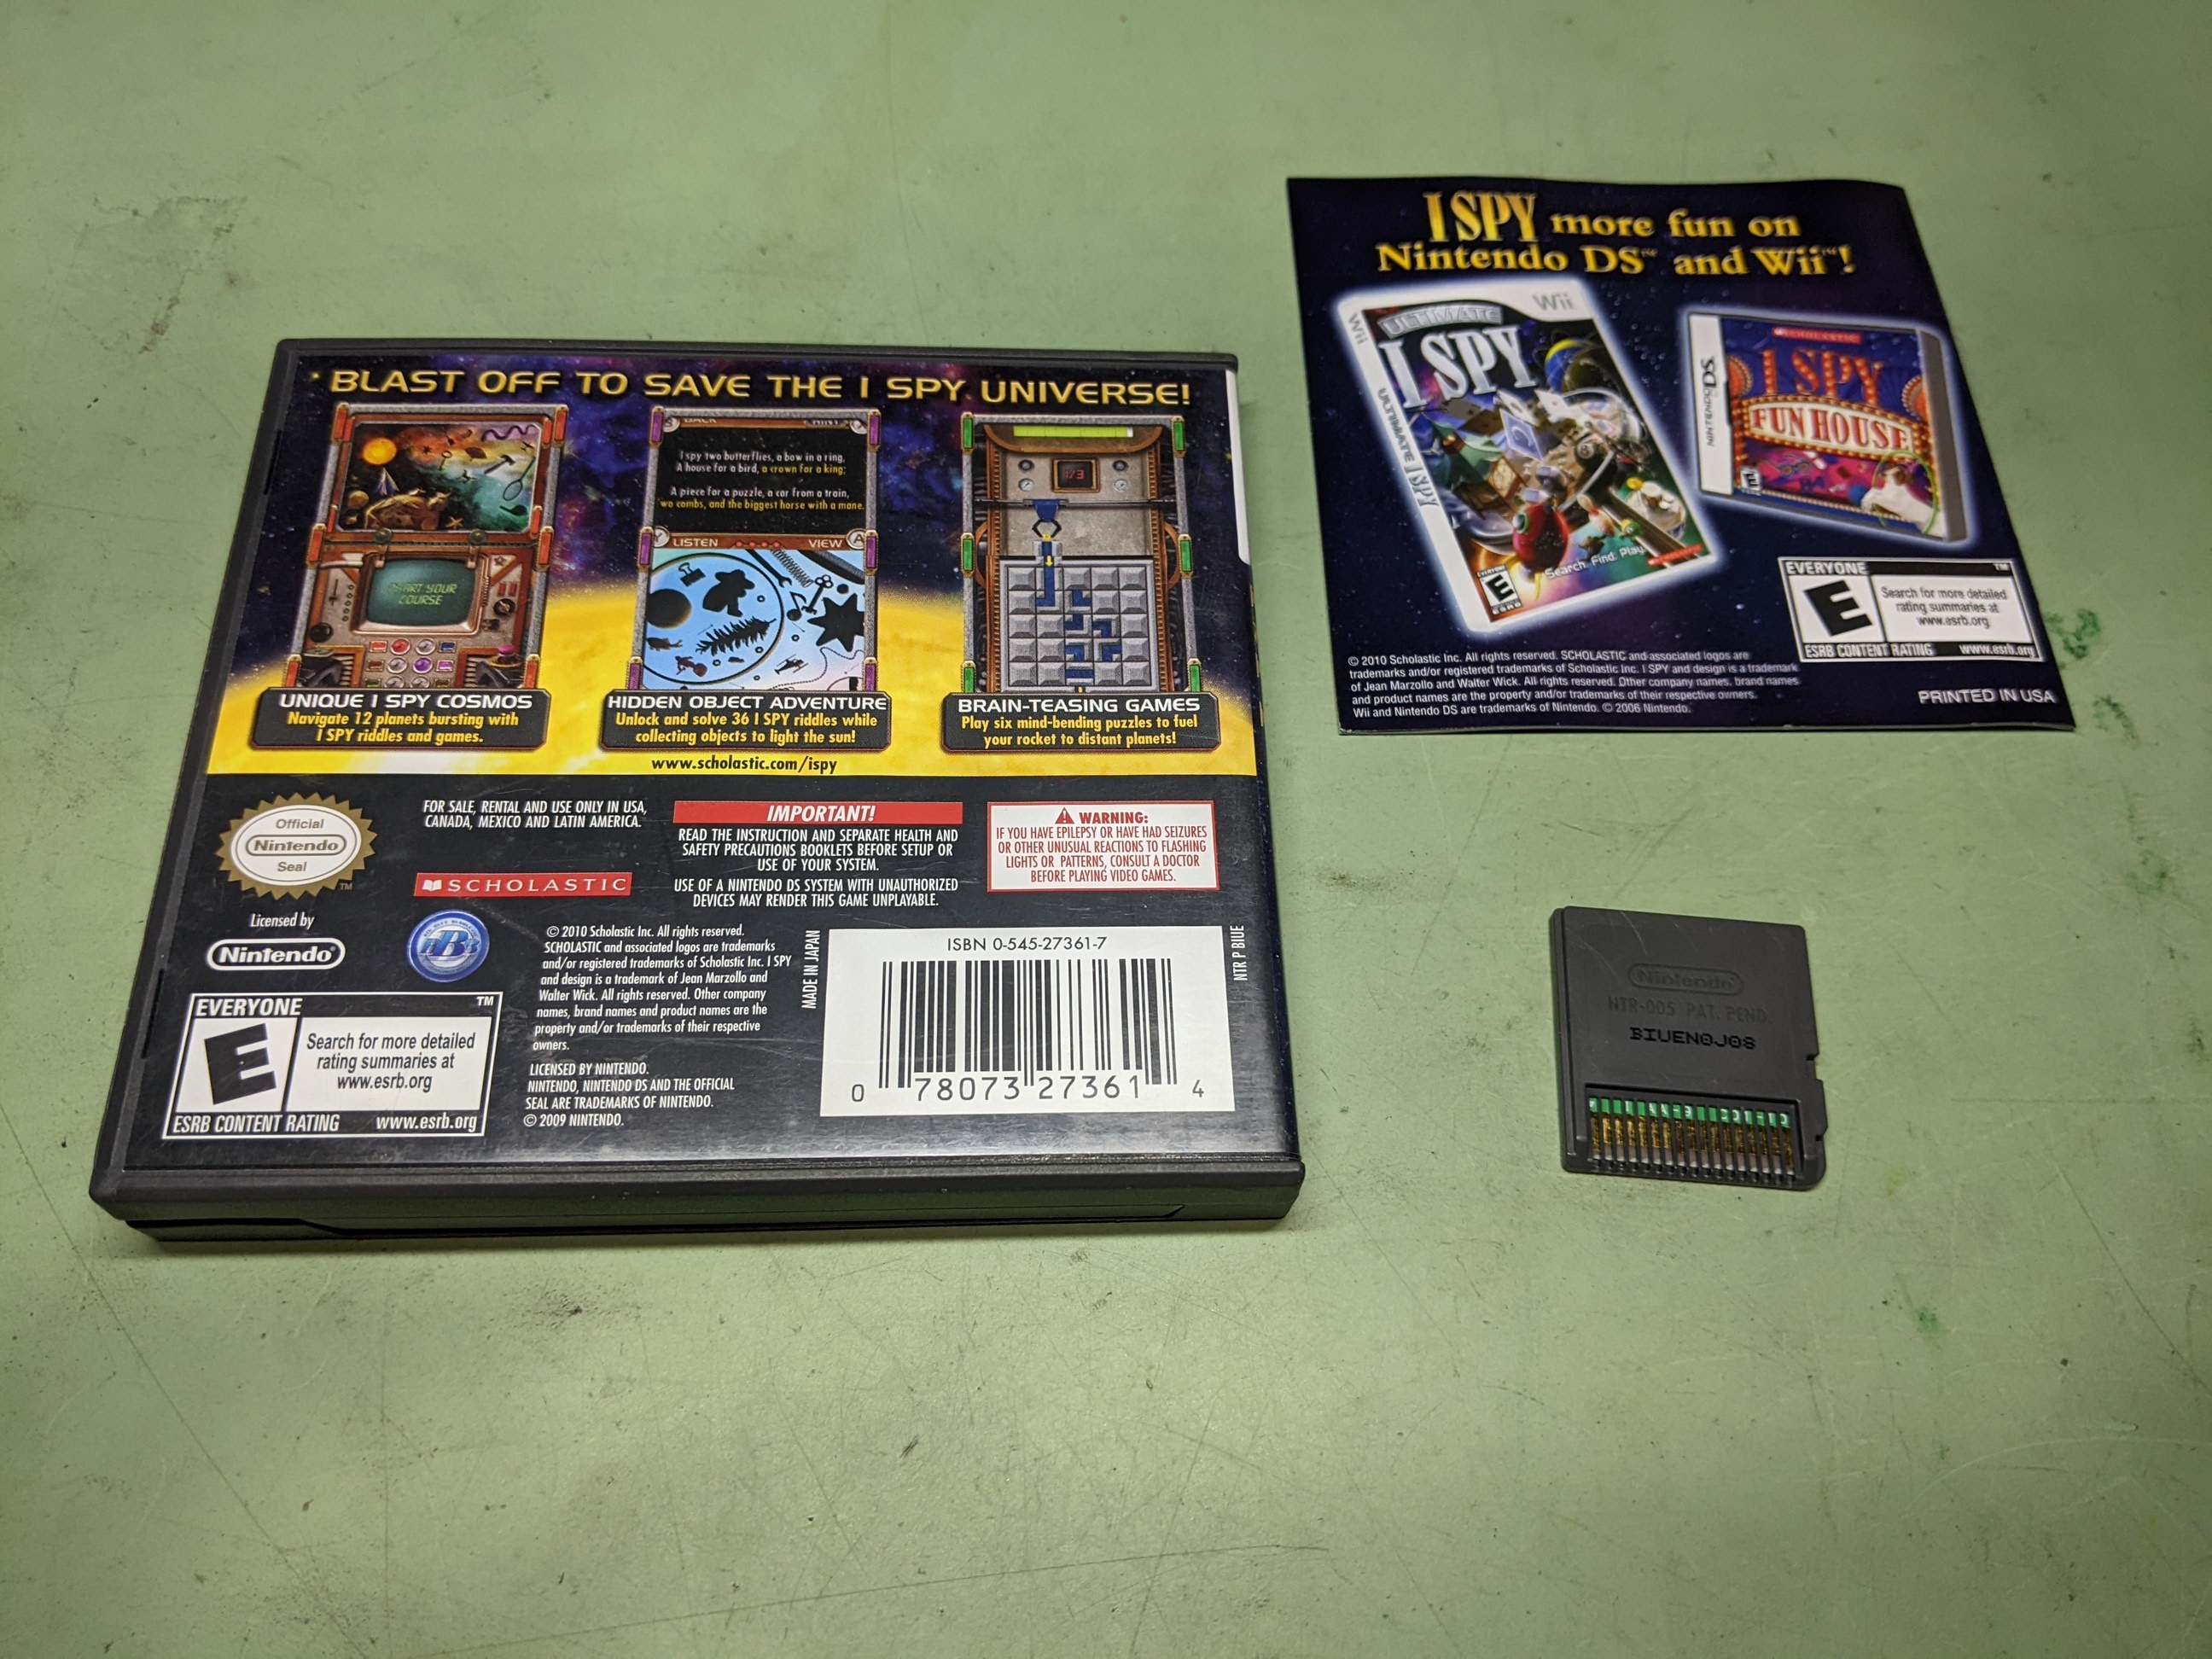 BLAST OFF TO SAVE THE I SPY UNIVERSE!
START YOUR
COURSE
UNIQUE I SPY COSMOS
Navigate 12 planets bursting with
I SPY riddles and games.
BACK HINT
I spy two butterflies, a bow in a ring,
A house for a bird, a crown for a king;
A piece for a puzzle, a car from a train,
wo combs, and the biggest horse with a mane.
LISTEN VIEW A
HIDDEN OBJECT ADVENTURE
Unlock and solve 36 I SPY riddles while
collecting objects to light the sun!
1/3
BRAIN-TEASING GAMES
Play six mind-bending puzzles to fuel
your rocket to distant planets!
www.scholastic.com/ispy
Official
Nintendo
Seal
TM
Licensed by
Nintendo®
FOR SALE, RENTAL AND USE ONLY IN USA,
CANADA, MEXICO AND LATIN AMERICA.
SCHOLASTIC
IMPORTANT!
READ THE INSTRUCTION AND SEPARATE HEALTH AND
SAFETY PRECAUTIONS BOOKLETS BEFORE SETUP OR
USE OF YOUR SYSTEM.
USE OF A NINTENDO DS SYSTEM WITH UNAUTHORIZED
DEVICES MAY RENDER THIS GAME UNPLAYABLE.
WARNING:
IF YOU HAVE EPILEPSY OR HAVE HAD SEIZURES
OR OTHER UNUSUAL REACTIONS TO FLASHING
LIGHTS OR PATTERNS, CONSULT A DOCTOR
BEFORE PLAYING VIDEO GAMES.
EVERYONE TM
E
Search for more detailed
rating summaries at
www.esrb.org
ESRB CONTENT RATING www.esrb.org
© 2010 Scholastic Inc. All rights reserved.
SCHOLASTIC and associated logos are trademarks
and/or registered trademarks of Scholastic Inc. I SPY
and design is a trademark of Jean Marzollo and
Walter Wick. All rights reserved. Other company
names, brand names and product names are the
property and/or trademarks of their respective
owners.
LICENSED BY NINTENDO.
NINTENDO, NINTENDO DS AND THE OFFICIAL
SEAL ARE TRADEMARKS OF NINTENDO.
© 2009 NINTENDO.
MADE IN JAPAN
ISBN 0-545-27361-7
0 78073 27361 4
NTR P BIUE
I SPY more fun on
Nintendo DS™ and Wii™!
Wii
Wii
ULTIMATE
I SPY
ULTIMATE I SPY
Search. Find. Play.
EVERYONE
E
ESRB
NINTENDO DS
SCHOLASTIC
I SPY
FUN HOUSE
E
EVERYONE TM
E
Search for more detailed
rating summaries at
www.esrb.org
ESRB CONTENT RATING www.esrb.org
© 2010 Scholastic Inc. All rights reserved. SCHOLASTIC and associated logos are
trademarks and/or registered trademarks of Scholastic Inc. I SPY and design is a trademark
of Jean Marzollo and Walter Wick. All rights reserved. Other company names, brand names
and product names are the property and/or trademarks of their respective owners.
Wii and Nintendo DS are trademarks of Nintendo. © 2006 Nintendo.
PRINTED IN USA
Nintendo
NTR-005 PAT. PEND.
BIUEN0J08